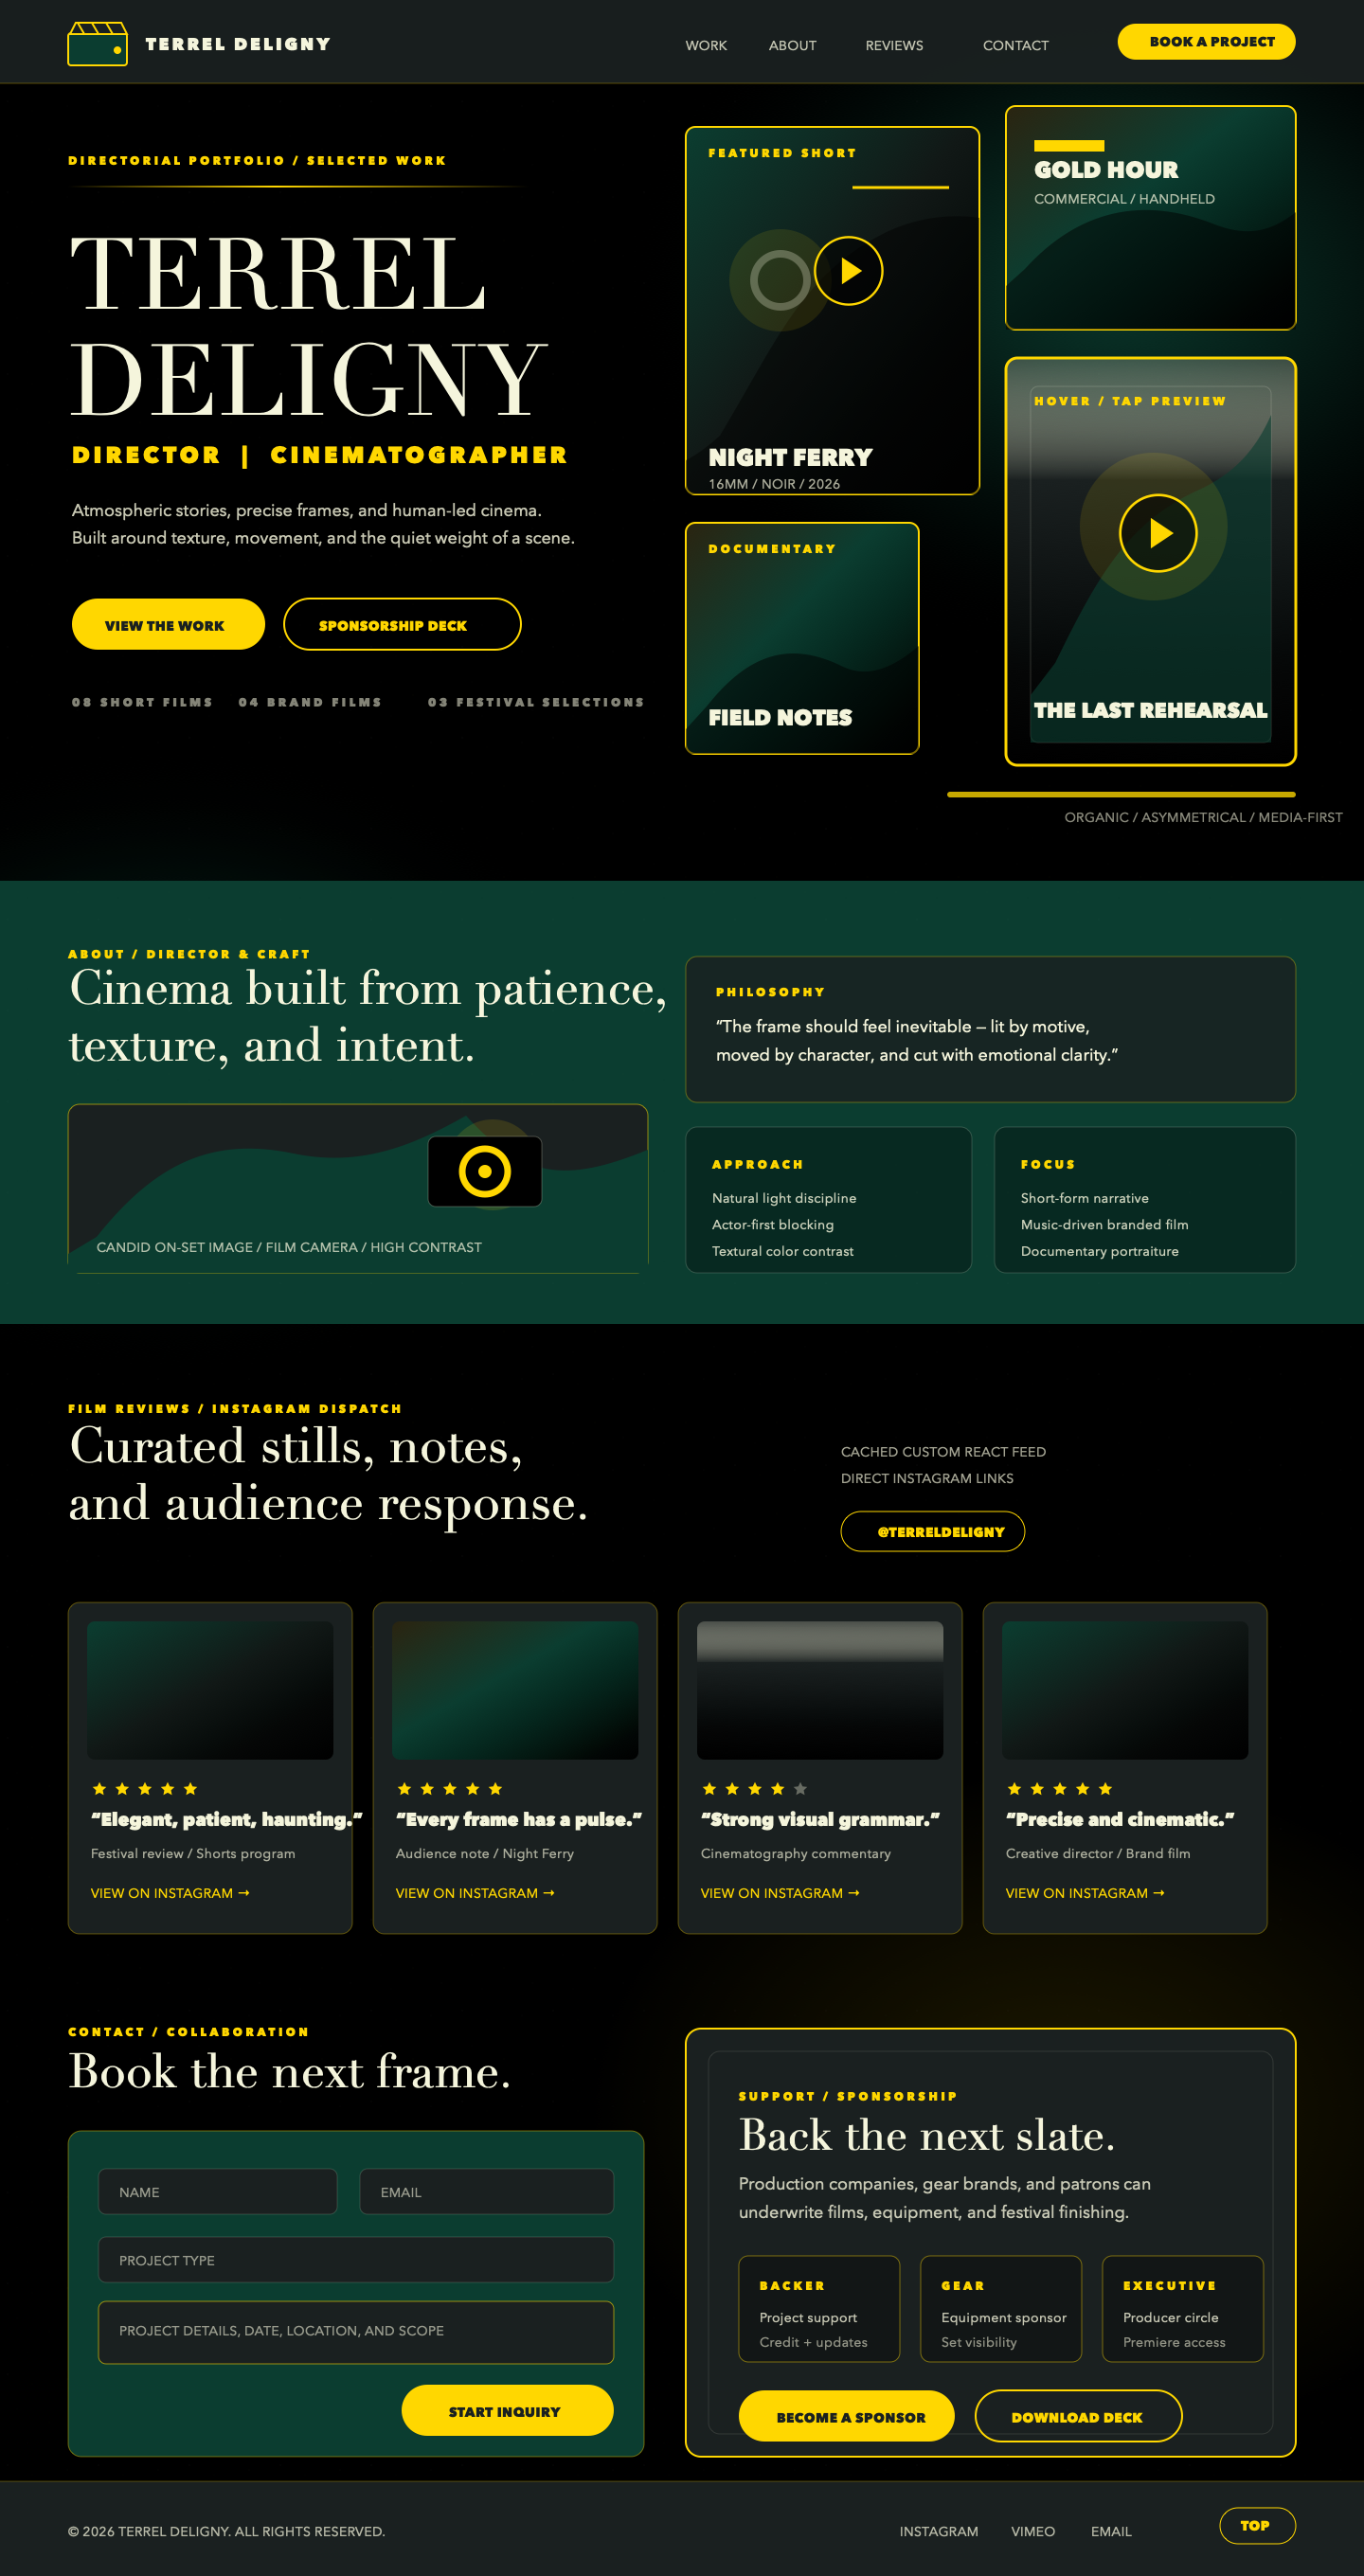 TERREL DELIGNY
WORK
ABOUT
REVIEWS
CONTACT
BOOK A PROJECT
DIRECTORIAL PORTFOLIO / SELECTED WORK
TERREL
DELIGNY
DIRECTOR | CINEMATOGRAPHER
Atmospheric stories, precise frames, and human-led cinema.
Built around texture, movement, and the quiet weight of a scene.
VIEW THE WORK
SPONSORSHIP DECK
08 SHORT FILMS
04 BRAND FILMS
03 FESTIVAL SELECTIONS
FEATURED SHORT
NIGHT FERRY
16MM / NOIR / 2026
GOLD HOUR
COMMERCIAL / HANDHELD
DOCUMENTARY
FIELD NOTES
HOVER / TAP PREVIEW
THE LAST REHEARSAL
ORGANIC / ASYMMETRICAL / MEDIA-FIRST
ABOUT / DIRECTOR & CRAFT
Cinema built from patience,
texture, and intent.
CANDID ON-SET IMAGE / FILM CAMERA / HIGH CONTRAST
PHILOSOPHY
“The frame should feel inevitable — lit by motive,
moved by character, and cut with emotional clarity.”
APPROACH
Natural light discipline
Actor-first blocking
Textural color contrast
FOCUS
Short-form narrative
Music-driven branded film
Documentary portraiture
FILM REVIEWS / INSTAGRAM DISPATCH
Curated stills, notes,
and audience response.
CACHED CUSTOM REACT FEED
DIRECT INSTAGRAM LINKS
@TERRELDELIGNY
“Elegant, patient, haunting.”
Festival review / Shorts program
VIEW ON INSTAGRAM →
“Every frame has a pulse.”
Audience note / Night Ferry
VIEW ON INSTAGRAM →
“Strong visual grammar.”
Cinematography commentary
VIEW ON INSTAGRAM →
“Precise and cinematic.”
Creative director / Brand film
VIEW ON INSTAGRAM →
CONTACT / COLLABORATION
Book the next frame.
NAME
EMAIL
PROJECT TYPE
PROJECT DETAILS, DATE, LOCATION, AND SCOPE
START INQUIRY
SUPPORT / SPONSORSHIP
Back the next slate.
Production companies, gear brands, and patrons can
underwrite films, equipment, and festival finishing.
BACKER
Project support
Credit + updates
GEAR
Equipment sponsor
Set visibility
EXECUTIVE
Producer circle
Premiere access
BECOME A SPONSOR
DOWNLOAD DECK
© 2026 TERREL DELIGNY. ALL RIGHTS RESERVED.
INSTAGRAM
VIMEO
EMAIL
TOP